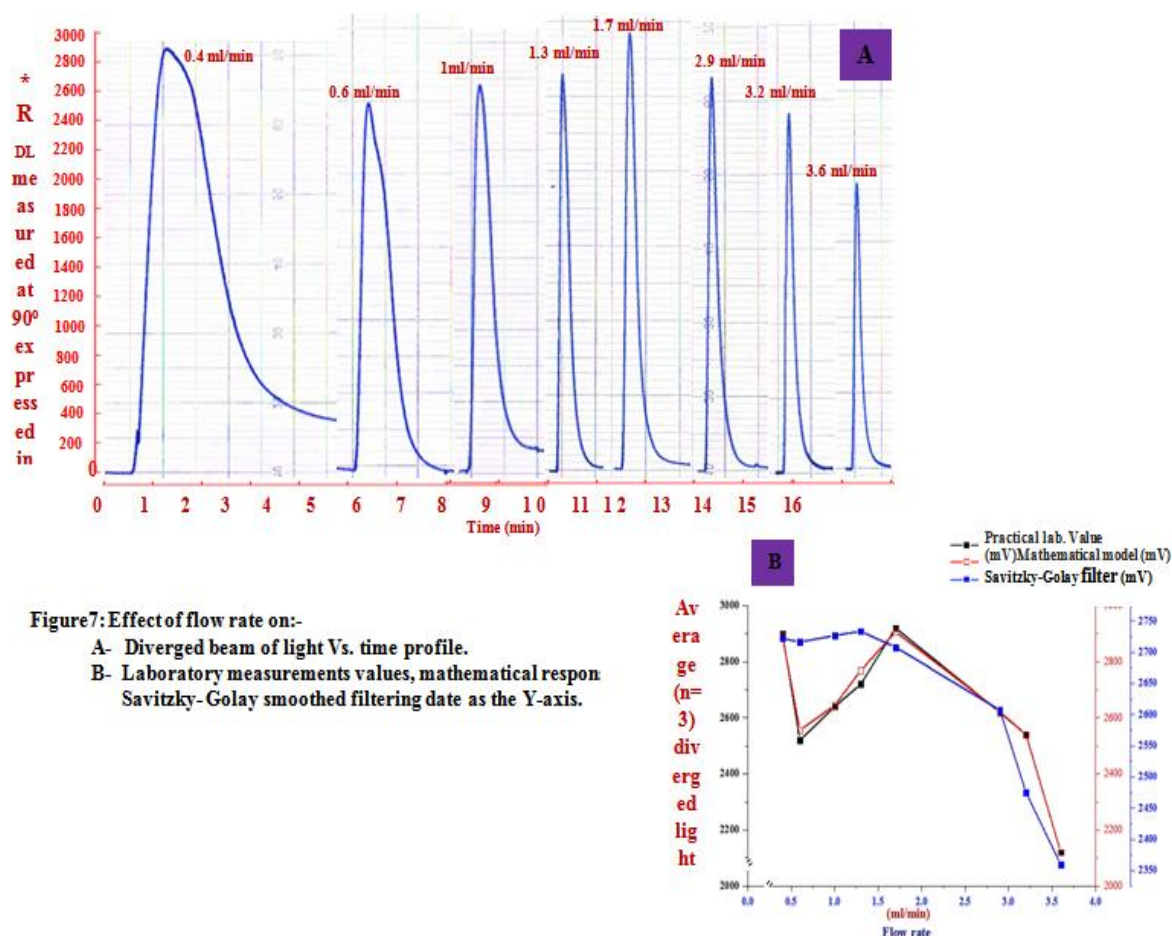 A
3000
2800
2600
2400
2200
2000
1800
1600
1400
1200
1000
800
600
400
200
0
*
R
DL
me
as
ur
ed
at
90º
ex
pr
ess
ed
in
0.4 ml/min
0.6 ml/min
1ml/min
1.3 ml/min
1.7 ml/min
2.9 ml/min
3.2 ml/min
3.6 ml/min
0 1 2 3 4 5 6 7 8 9 10 11 12 13 14 15 16
Time (min)
Figure7: Effect of flow rate on:-
A- Diverged beam of light Vs. time profile.
B- Laboratory measurements values, mathematical respon
Savitzky-Golay smoothed filtering date as the Y-axis.
B
Practical lab. Value
(mV)Mathematical model (mV)
Savitzky-Golay filter (mV)
Av
era
ge
(n=
3)
div
erg
ed
lig
ht
3000
2800
2600
2400
2200
2000
2800
2600
2400
2200
2000
2750
2700
2650
2600
2550
2500
2450
2400
2350
0.0 0.5 1.0 1.5 2.0 2.5 3.0 3.5 4.0
(ml/min)
Flow rate